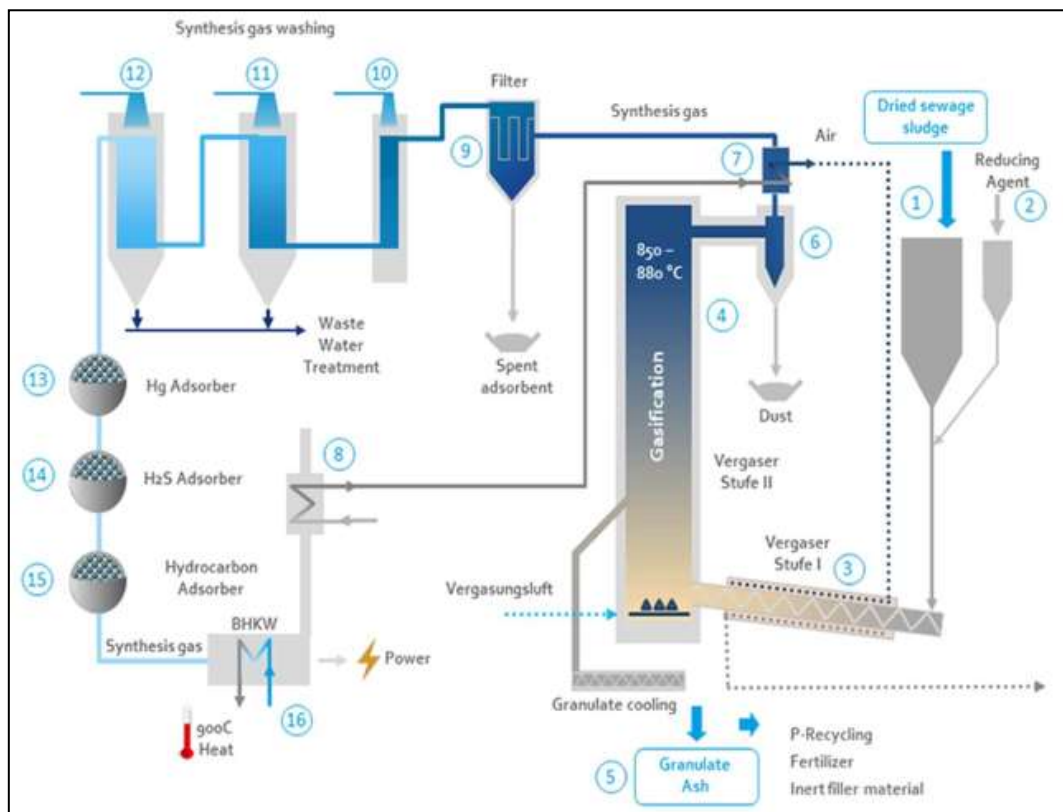 Synthesis gas washing
12
11
10
Filter
9
Synthesis gas
7
Air
Dried sewage
sludge
Reducing
Agent
1
2
6
850 –
880 °C
4
Gasification
Waste
Water
Treatment
Spent
adsorbent
Dust
13
Hg Adsorber
8
14
H2S Adsorber
Vergaser
Stufe II
15
Hydrocarbon
Adsorber
Vergaser
Stufe I
3
Vergasungsluft
BHKW
Synthesis gas
Power
16
900C
Heat
Granulate cooling
5
Granulate
Ash
P-Recycling
Fertilizer
Inert filler material